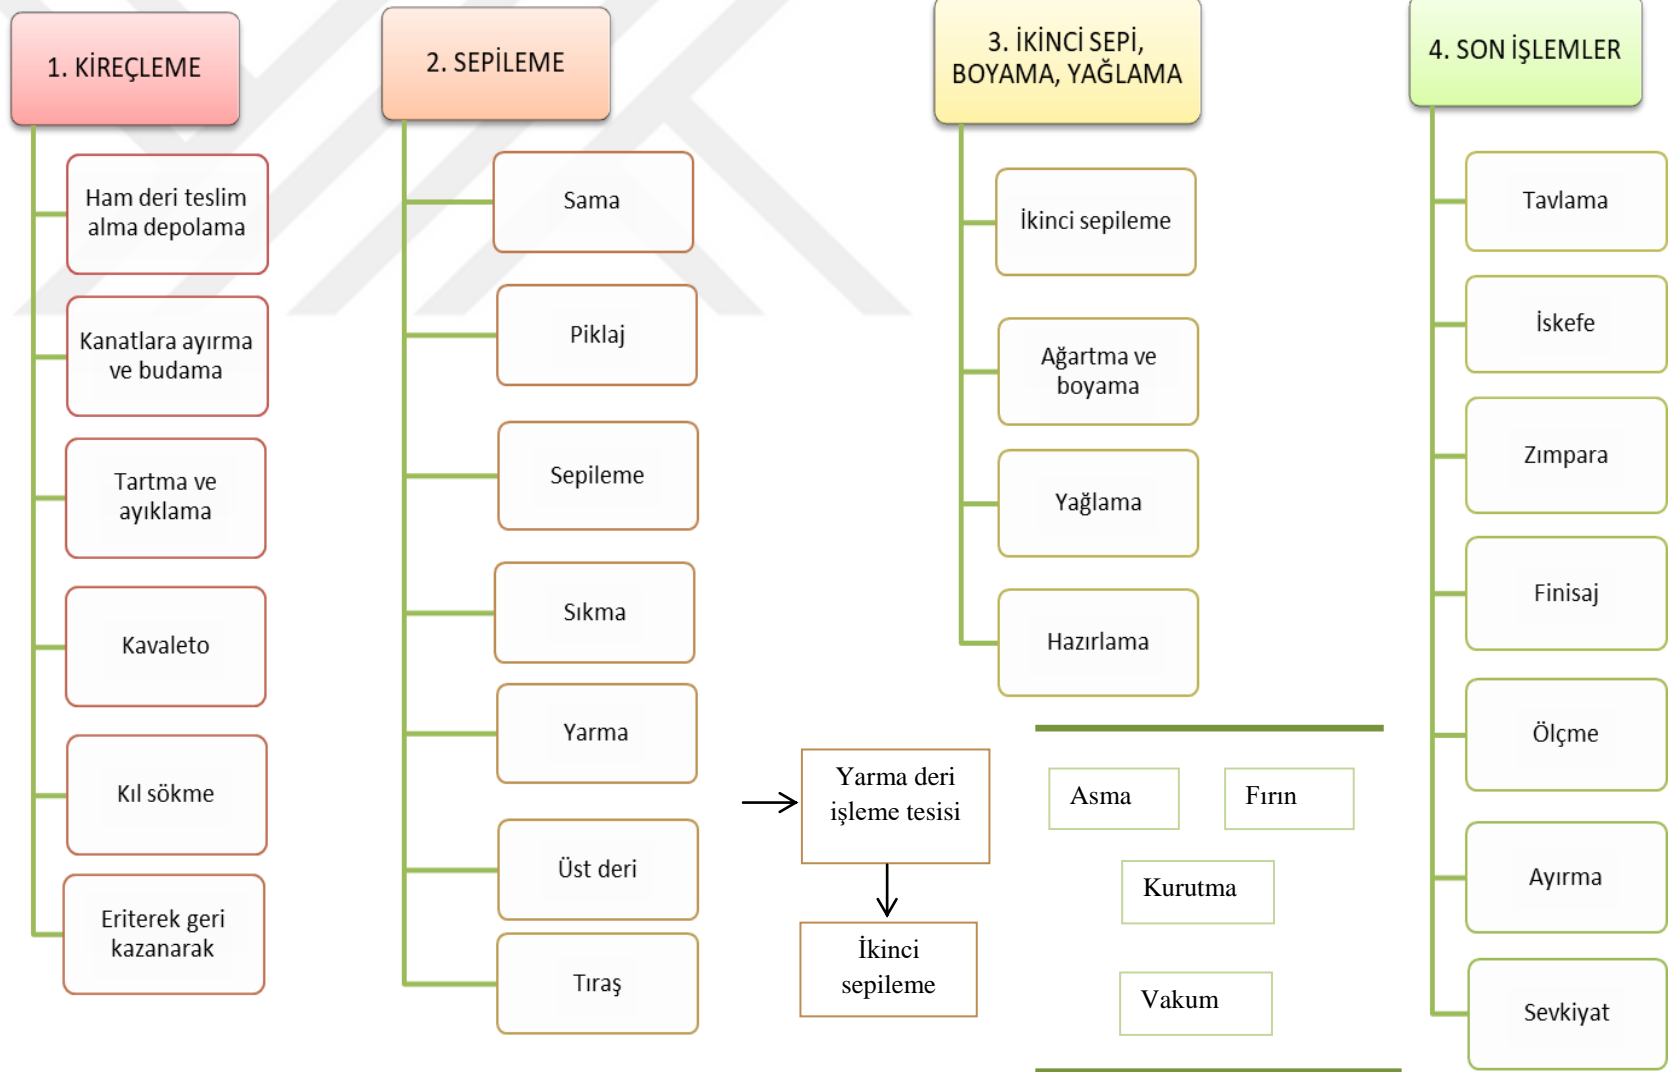 1. KİREÇLEME
Ham deri teslim
alma depolama
Kanatlara ayırma
ve budama
Tartma ve
ayıklama
Kavaleto
Kıl sökme
Eriterek geri
kazanarak
2. SEPİLEME
Sama
Piklaj
Sepileme
Sıkma
Yarma
Üst deri
Tıraş
Yarma deri
işleme tesisi
İkinci
sepileme
3. İKİNCİ SEPİ,
BOYAMA, YAĞLAMA
İkinci sepileme
Ağartma ve
boyama
Yağlama
Hazırlama
Asma
Fırın
Kurutma
Vakum
4. SON İŞLEMLER
Tavlama
İskefe
Zımpara
Finisaj
Ölçme
Ayırma
Sevkiyat